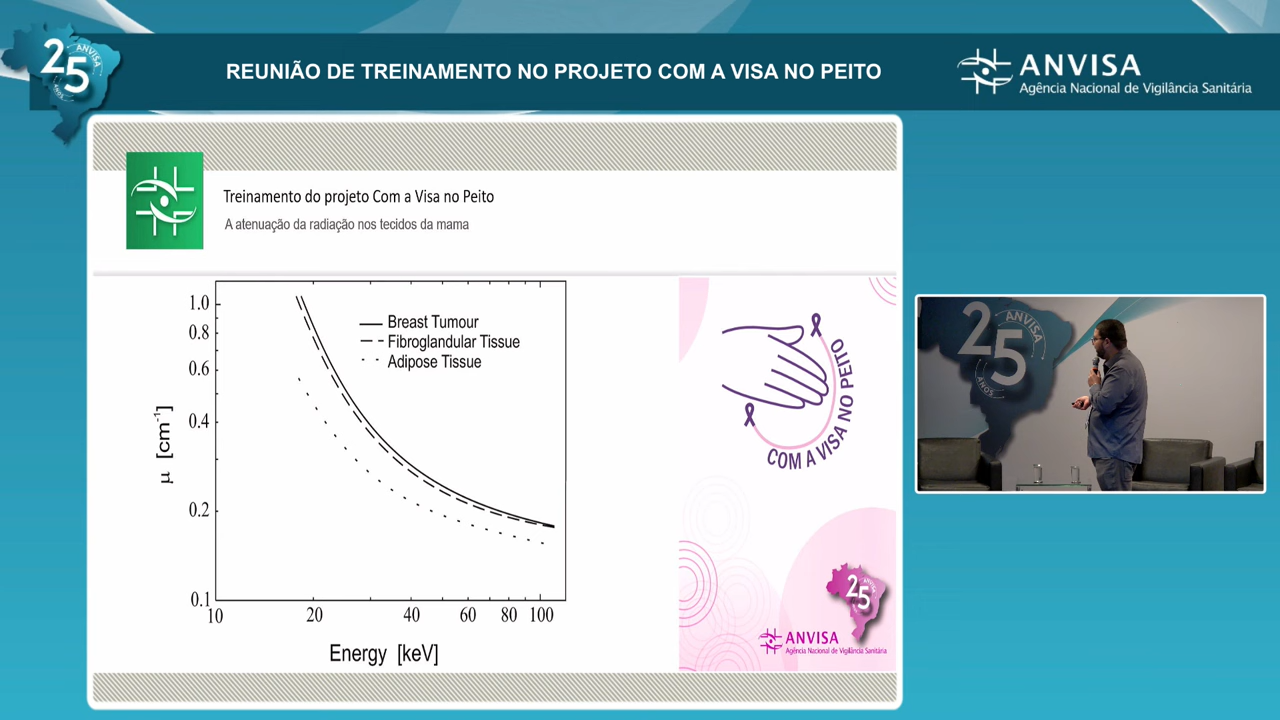 25 ANVISA
ANOS
REUNIÃO DE TREINAMENTO NO PROJETO COM A VISA NO PEITO
ANVISA
Agência Nacional de Vigilância Sanitária
Treinamento do projeto Com a Visa no Peito
A atenuação da radiação nos tecidos da mama
1.0
0.8
0.6
0.4
0.2
0.1
μ [cm⁻¹]
Breast Tumour
Fibroglandular Tissue
Adipose Tissue
10 20 40 60 80 100
Energy [keV]
COM A VISA NO PEITO
25
ANVISA
Agência Nacional de Vigilância Sanitária
25 ANVISA
ANOS